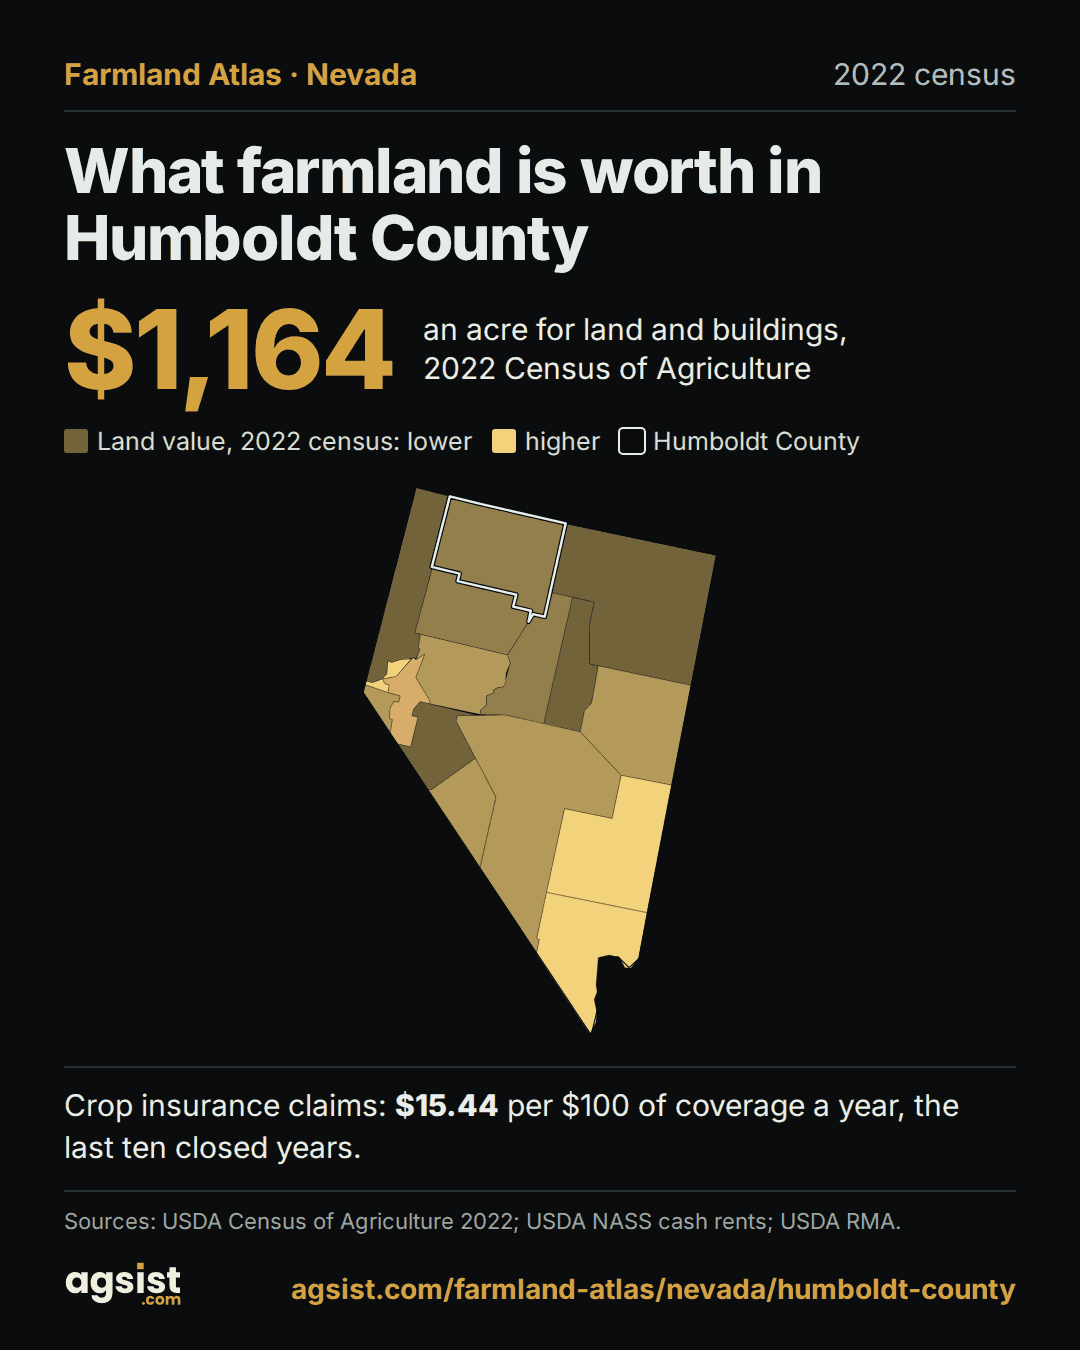 Farmland Atlas · Nevada
2022 census
What farmland is worth in
Humboldt County
$1,164
an acre for land and buildings,
2022 Census of Agriculture
Land value, 2022 census: lower
higher
Humboldt County
Crop insurance claims: $15.44 per $100 of coverage a year, the
last ten closed years.
Sources: USDA Census of Agriculture 2022; USDA NASS cash rents; USDA RMA.
agsist
.com
agsist.com/farmland-atlas/nevada/humboldt-county